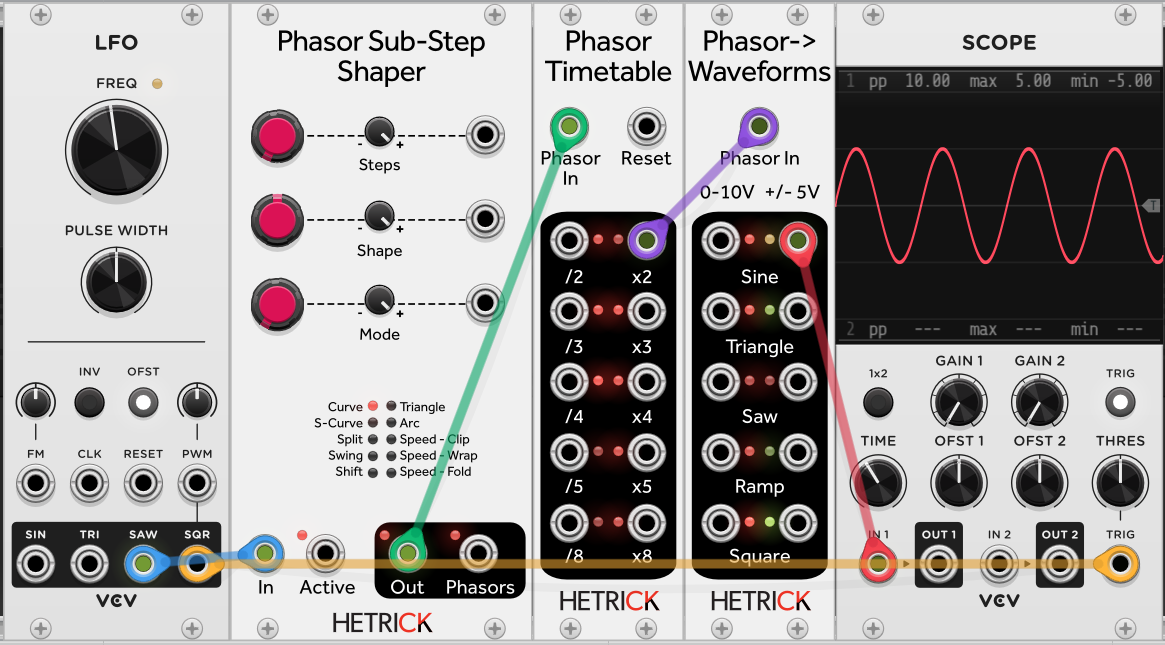 LFO
FREQ
PULSE WIDTH
INV OFST
FM CLK RESET PWM
SIN TRI SAW SQR
VCV
Phasor Sub-Step
Shaper
- +
Steps
- +
Shape
- +
Mode
Curve Triangle
S-Curve Arc
Split Speed - Clip
Swing Speed - Wrap
Shift Speed - Fold
In Active Out Phasors
HETRICK
Phasor
Timetable
Phasor
In
Reset
/2 x2
/3 x3
/4 x4
/5 x5
/8 x8
HETRICK
Phasor->
Waveforms
Phasor In
0-10V +/- 5V
Sine
Triangle
Saw
Ramp
Square
HETRICK
SCOPE
1 pp 10.00 max 5.00 min -5.00
T
2 pp --- max --- min ---
1x2 GAIN 1 GAIN 2 TRIG
TIME OFST 1 OFST 2 THRES
IN 1 OUT 1 IN 2 OUT 2 TRIG
VCV